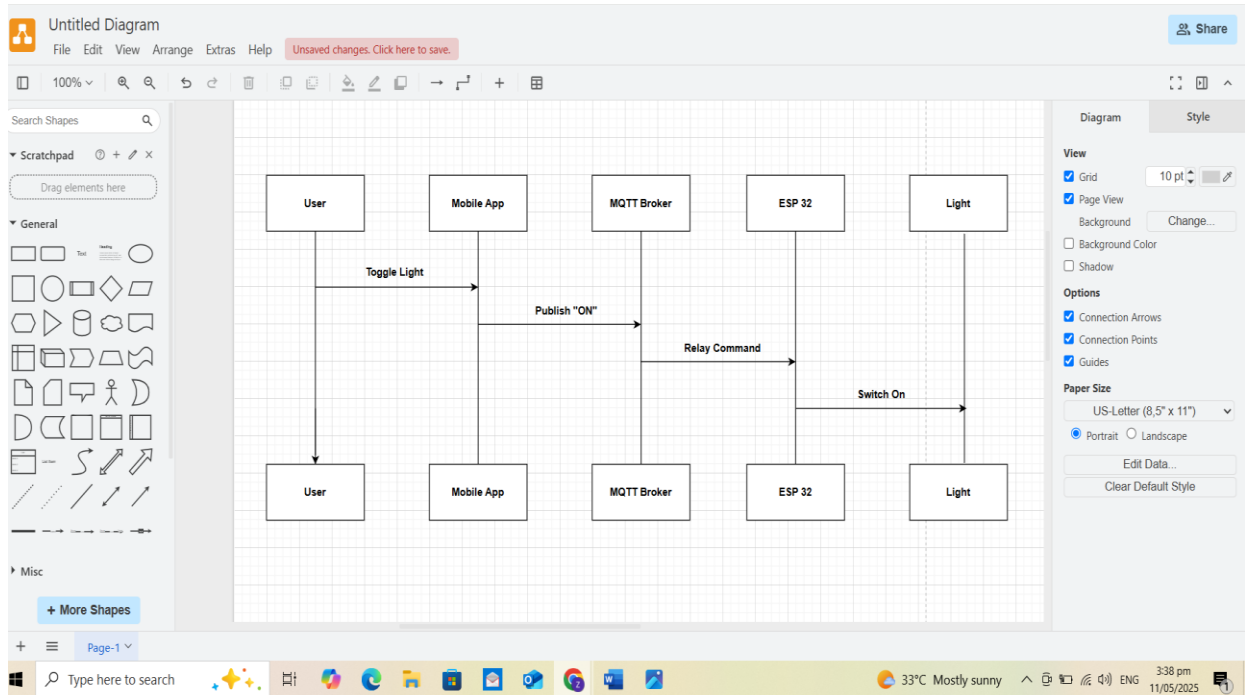 Untitled Diagram
File Edit View Arrange Extras Help Unsaved changes. Click here to save.
Share
100%
Search Shapes
Scratchpad
Drag elements here
General
Text
Heading
Misc
+ More Shapes
User Mobile App MQTT Broker ESP 32 Light
Toggle Light
Publish "ON"
Relay Command
Switch On
User Mobile App MQTT Broker ESP 32 Light
Diagram Style
View
Grid 10 pt
Page View
Background Change...
Background Color
Shadow
Options
Connection Arrows
Connection Points
Guides
Paper Size
US-Letter (8,5" x 11")
Portrait Landscape
Edit Data...
Clear Default Style
Page-1
Type here to search
33°C Mostly sunny
ENG
3:38 pm
11/05/2025
1